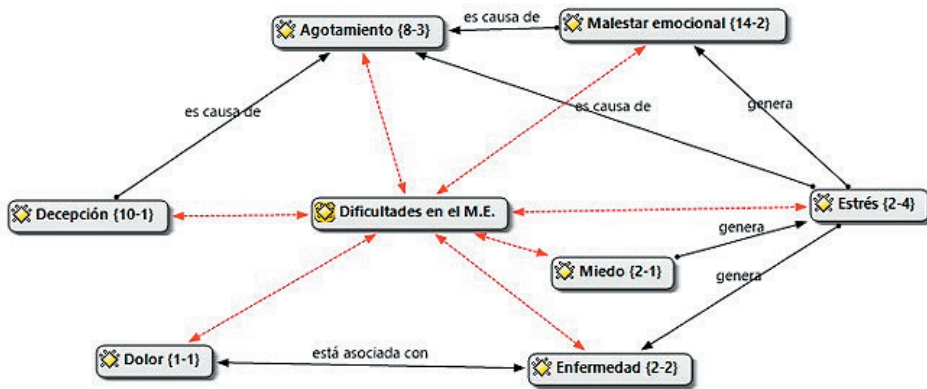 es causa de
Malestar emocional {14-2}
Agotamiento {8-3}
es causa de
es causa de
genera
Decepción {10-1}
Dificultades en el M.E.
Estrés {2-4}
genera
Miedo {2-1}
genera
Dolor {1-1}
está asociada con
Enfermedad {2-2}